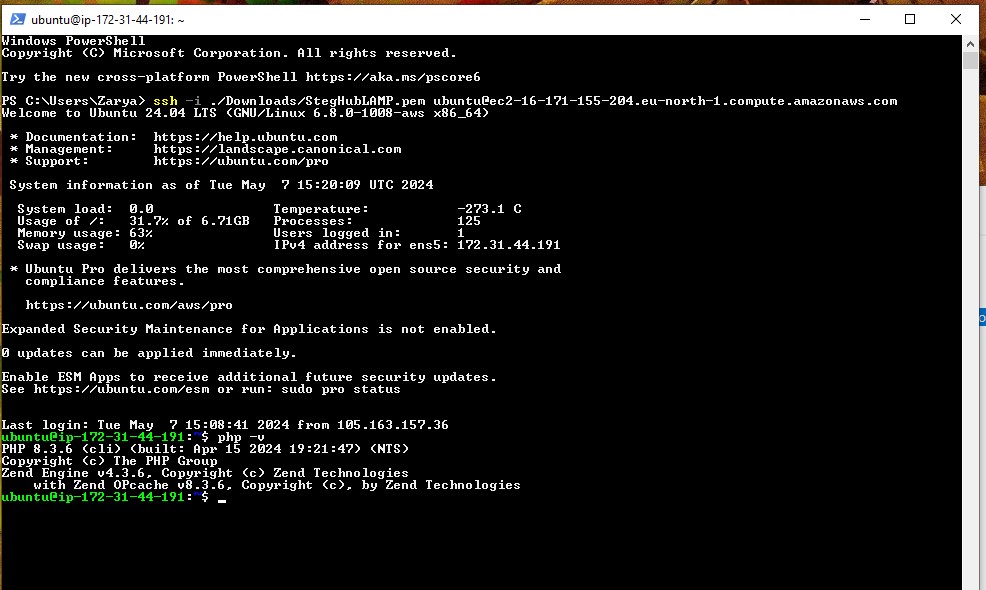 ubuntu@ip-172-31-44-191: ~
Windows PowerShell
Copyright (C) Microsoft Corporation. All rights reserved.
Try the new cross-platform PowerShell https://aka.ms/pscore6
PS C:\Users\Zarya> ssh -i ./Downloads/StegHubLAMP.pem ubuntu@ec2-16-171-155-204.eu-north-1.compute.amazonaws.com
Welcome to Ubuntu 24.04 LTS (GNU/Linux 6.8.0-1008-aws x86_64)
* Documentation:  https://help.ubuntu.com
* Management:     https://landscape.canonical.com
* Support:        https://ubuntu.com/pro
System information as of Tue May  7 15:20:09 UTC 2024
System load:  0.0               Temperature:           -273.1 C
Usage of /:   31.7% of 6.71GB   Processes:             125
Memory usage: 63%               Users logged in:       1
Swap usage:   0%                IPv4 address for ens5: 172.31.44.191
* Ubuntu Pro delivers the most comprehensive open source security and
compliance features.
https://ubuntu.com/aws/pro
Expanded Security Maintenance for Applications is not enabled.
0 updates can be applied immediately.
Enable ESM Apps to receive additional future security updates.
See https://ubuntu.com/esm or run: sudo pro status
Last login: Tue May  7 15:08:41 2024 from 105.163.157.36
ubuntu@ip-172-31-44-191:~$ php -v
PHP 8.3.6 (cli) (built: Apr 15 2024 19:21:47) (NTS)
Copyright (c) The PHP Group
Zend Engine v4.3.6, Copyright (c) Zend Technologies
with Zend OPcache v8.3.6, Copyright (c), by Zend Technologies
ubuntu@ip-172-31-44-191:~$ _